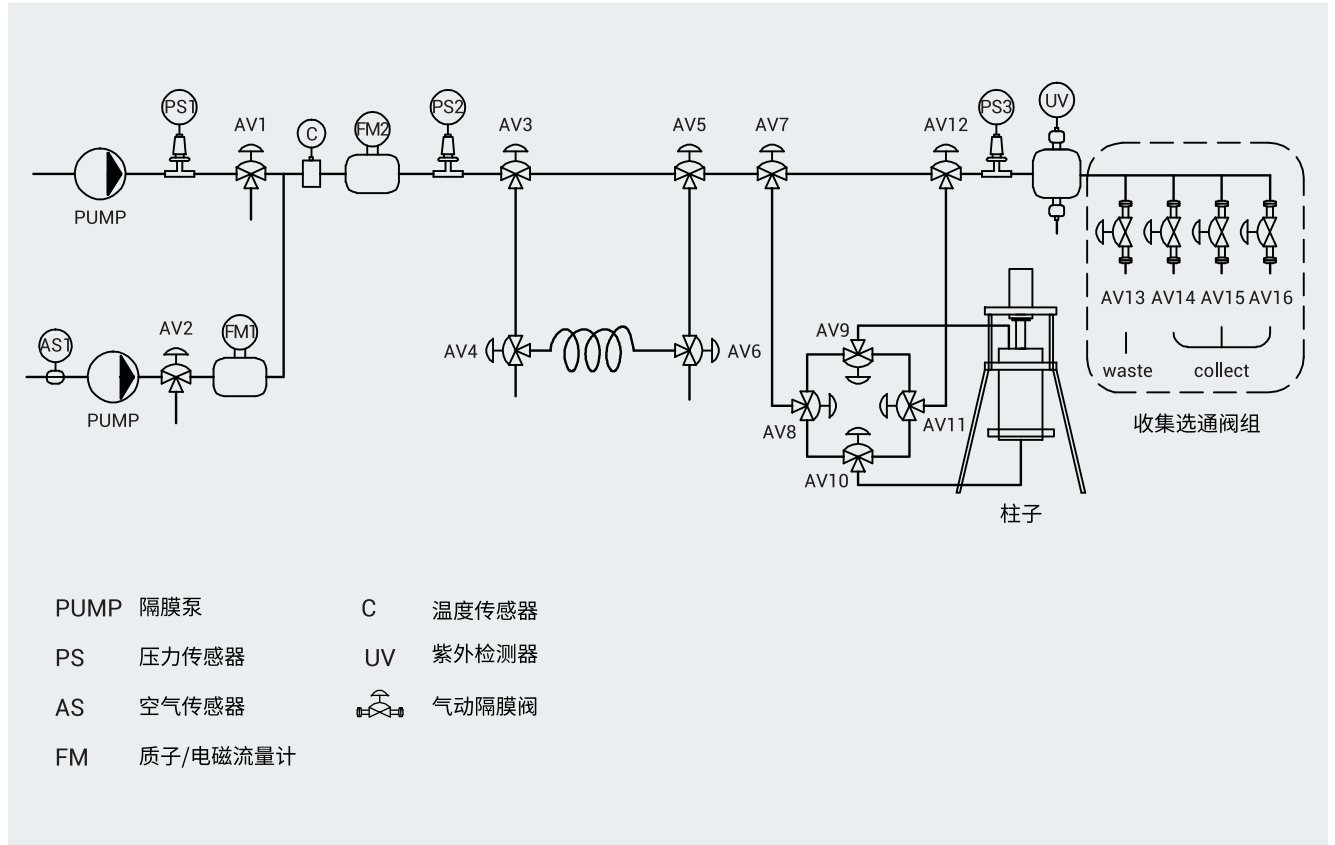 PS1
AV1
C
FM2
PS2
AV3
AV5
AV7
AV12
PS3
UV
PUMP
AS1
AV2
FM1
PUMP
AV4
AV6
AV9
AV8
AV11
AV10
柱子
AV13 AV14 AV15 AV16
waste collect
收集选通阀组
PUMP 隔膜泵
C 温度传感器
PS 压力传感器
UV 紫外检测器
AS 空气传感器
气动隔膜阀
FM 质子/电磁流量计